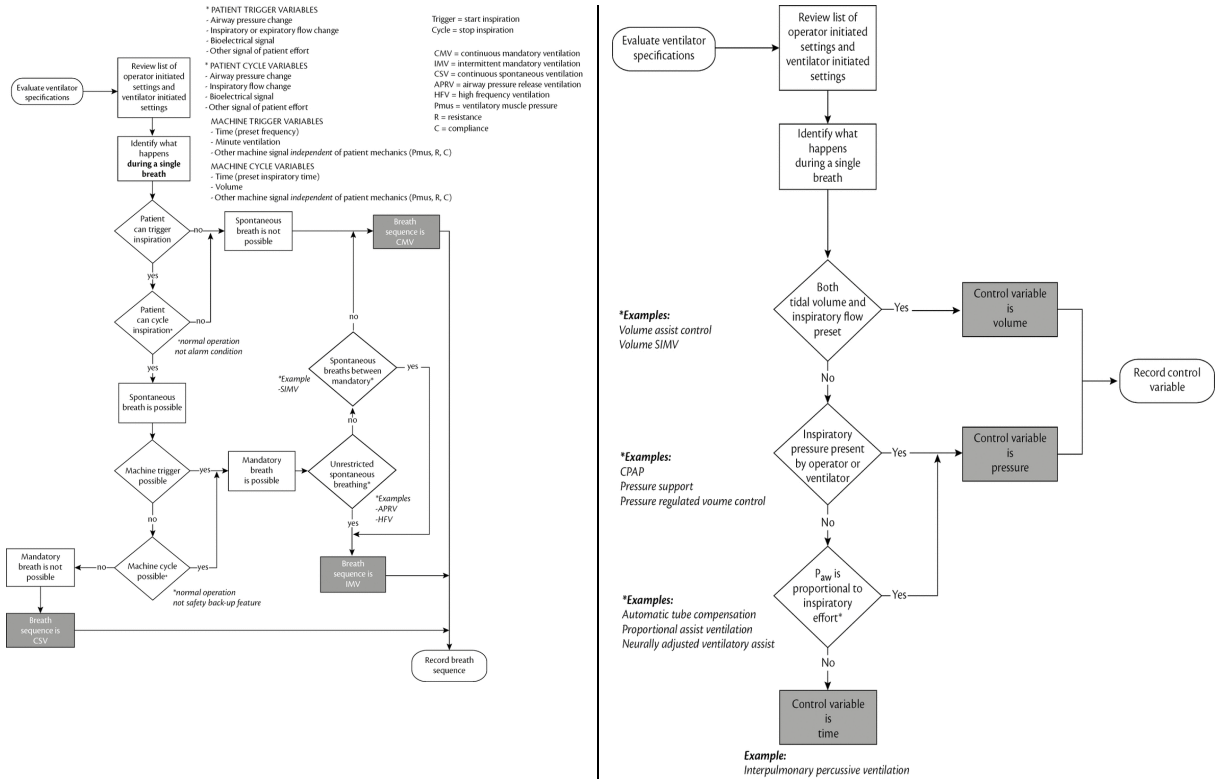 * PATIENT TRIGGER VARIABLES
- Airway pressure change
- Inspiratory or expiratory flow change
- Bioelectrical signal
- Other signal of patient effort
* PATIENT CYCLE VARIABLES
- Airway pressure change
- Inspiratory flow change
- Bioelectrical signal
- Other signal of patient effort
MACHINE TRIGGER VARIABLES
- Time (preset frequency)
- Minute ventilation
- Other machine signal independent of patient mechanics (Pmus, R, C)
MACHINE CYCLE VARIABLES
- Time (preset inspiratory time)
- Volume
- Other machine signal independent of patient mechanics (Pmus, R, C)
Trigger = start inspiration
Cycle = stop inspiration
CMV = continuous mandatory ventilation
IMV = intermittent mandatory ventilation
CSV = continuous spontaneous ventilation
APRV = airway pressure release ventilation
HFV = high frequency ventilation
Pmus = ventilatory muscle pressure
R = resistance
C = compliance
Evaluate ventilator
specifications
Review list of
operator initiated
settings and
ventilator initiated
settings
Identify what
happens
during a single
breath
Patient
can trigger
inspiration
no
Spontaneous
breath is not
possible
Breath
sequence is
CMV
yes
Patient
can cycle
inspiration*
no
*normal operation
not alarm condition
yes
Spontaneous
breath is possible
Machine trigger
possible
yes
Mandatory
breath
is possible
Unrestricted
spontaneous
breathing*
*Examples
-APRV
-HFV
no
Spontaneous
breaths between
mandatory*
*Example
-SIMV
yes
no
yes
Breath
sequence is
IMV
no
Machine cycle
possible*
yes
*normal operation
not safety back-up feature
no
Mandatory
breath is not
possible
Breath
sequence is
CSV
Record breath
sequence
Evaluate ventilator
specifications
Review list of
operator initiated
settings and
ventilator initiated
settings
Identify what
happens
during a single
breath
Both
tidal volume and
inspiratory flow
preset
Yes
Control variable
is
volume
*Examples:
Volume assist control
Volume SIMV
No
Record control
variable
Inspiratory
pressure present
by operator or
ventilator
Yes
Control variable
is
pressure
*Examples:
CPAP
Pressure support
Pressure regulated voume control
No
Paw is
proportional to
inspiratory
effort*
Yes
*Examples:
Automatic tube compensation
Proportional assist ventilation
Neurally adjusted ventilatory assist
No
Control variable
is
time
Example:
Interpulmonary percussive ventilation